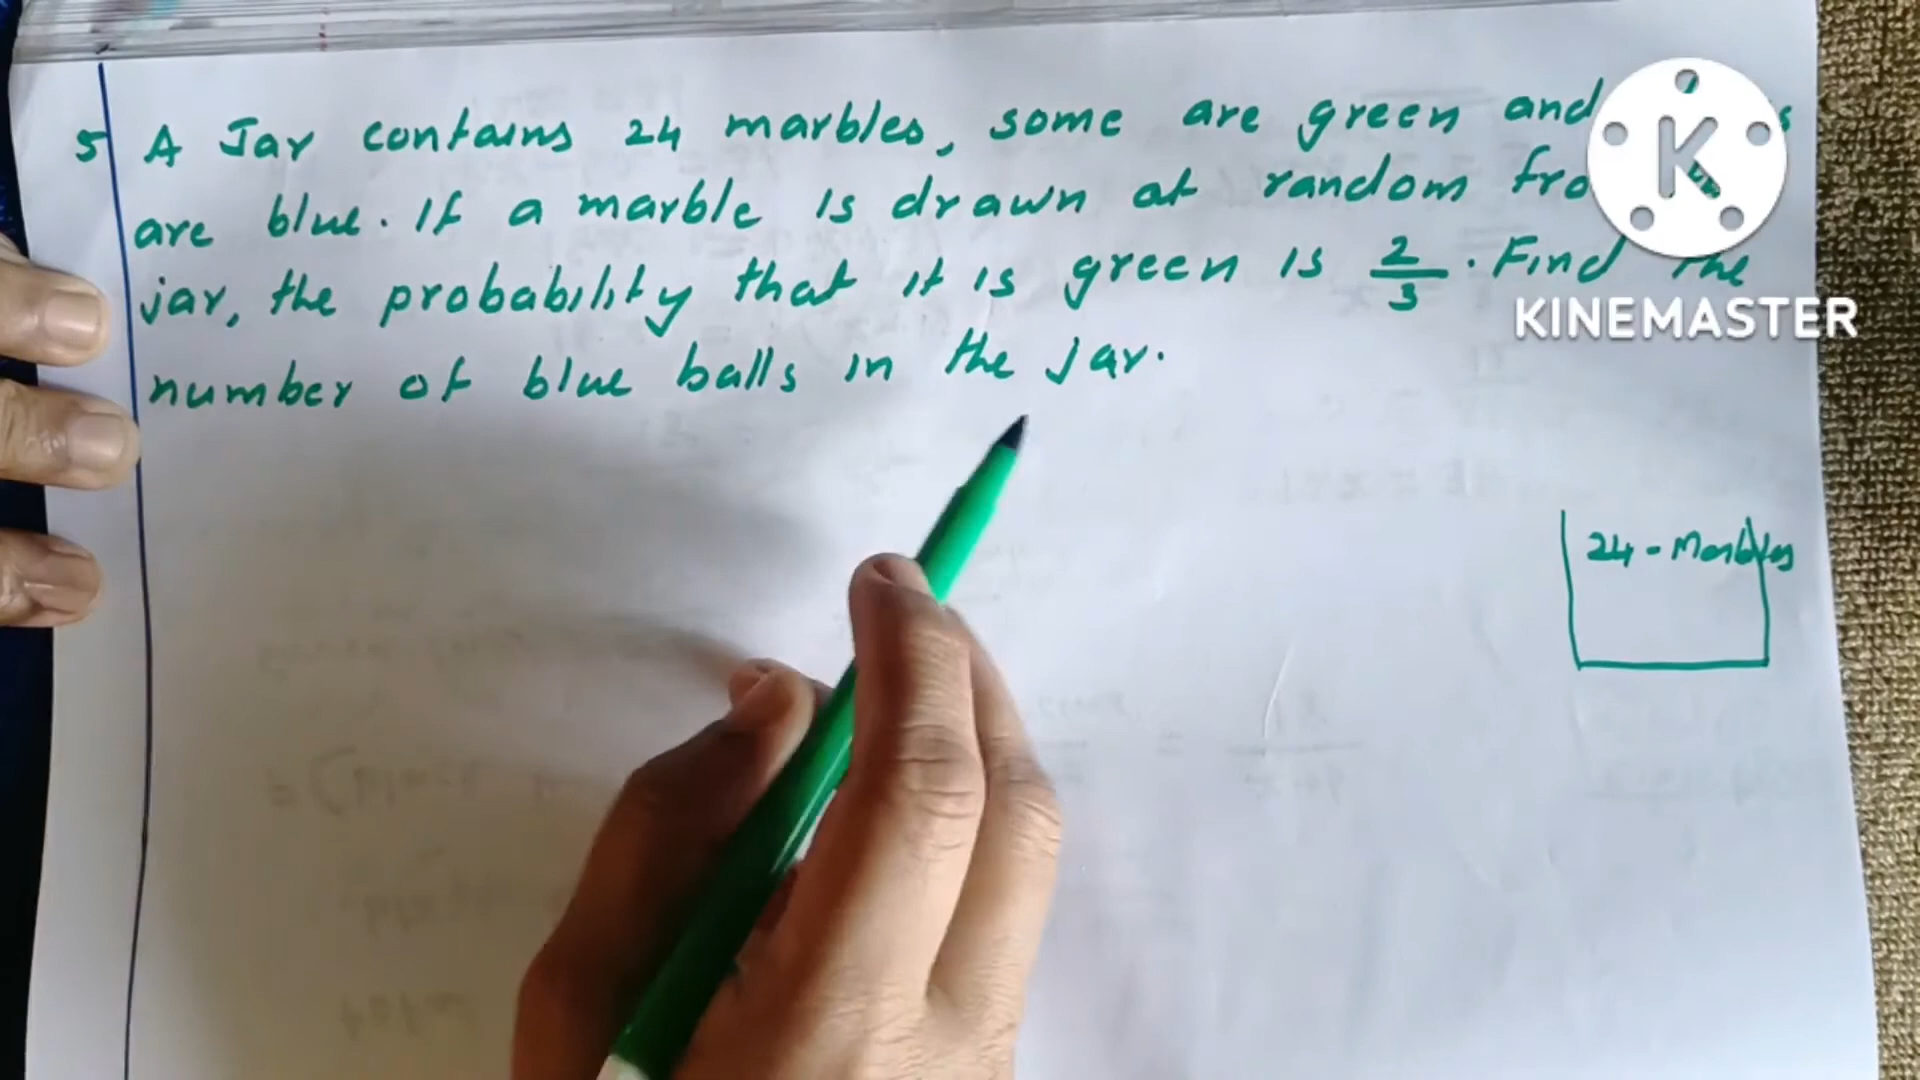 5 A Jar contains 24 marbles, some are green and
are blue. If a marble is drawn at random
jar, the probability that it is green is 2/3. Find the
number of blue balls in the jar.
KINEMASTER
24 - Marbles